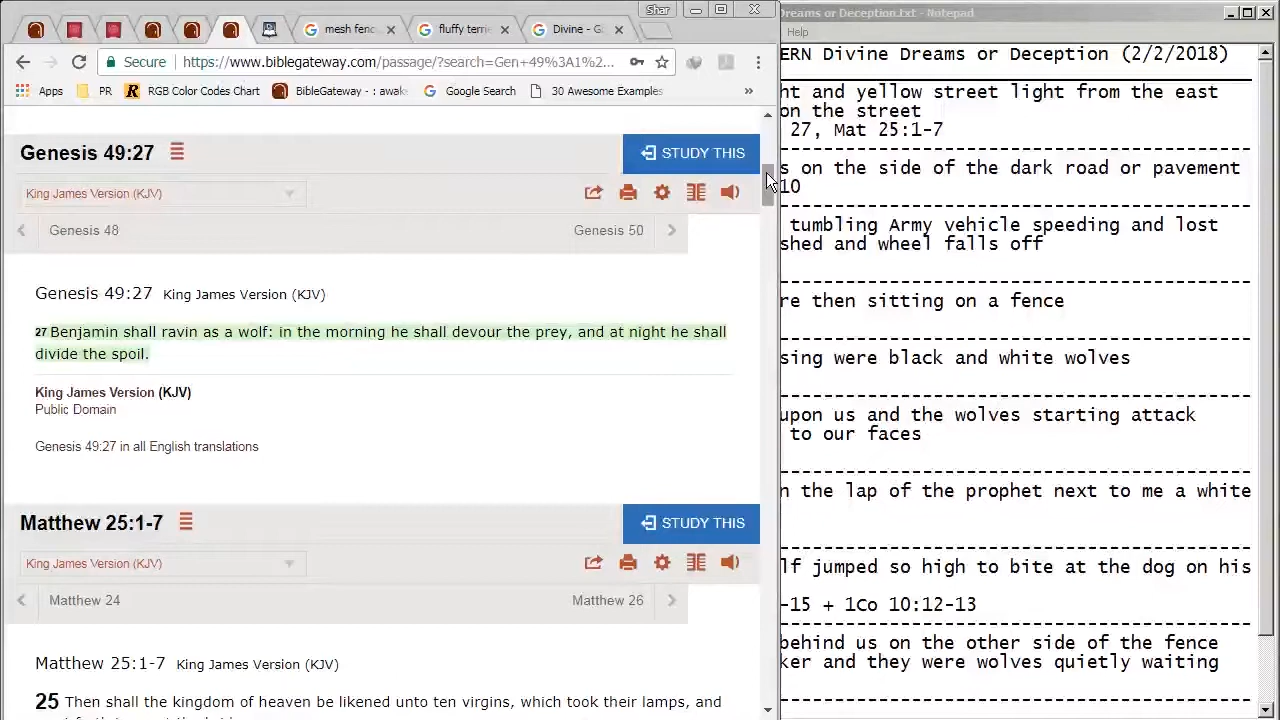 Shar
mesh fenc
fluffy terri
Divine - G
Secure
https://www.biblegateway.com/passage/?search=Gen+49%3A1%2...
Apps
PR
RGB Color Codes Chart
BibleGateway - : awak
Google Search
30 Awesome Examples
»
Genesis 49:27
STUDY THIS
King James Version (KJV)
Genesis 48
Genesis 50
Genesis 49:27 King James Version (KJV)
27 Benjamin shall ravin as a wolf: in the morning he shall devour the prey, and at night he shall
divide the spoil.
King James Version (KJV)
Public Domain
Genesis 49:27 in all English translations
Matthew 25:1-7
STUDY THIS
King James Version (KJV)
Matthew 24
Matthew 26
Matthew 25:1-7 King James Version (KJV)
25 Then shall the kingdom of heaven be likened unto ten virgins, which took their lamps, and
Dreams or Deception.txt - Notepad
Help
ERN Divine Dreams or Deception (2/2/2018)
ht and yellow street light from the east
on the street
27, Mat 25:1-7
s on the side of the dark road or pavement
10
tumbling Army vehicle speeding and lost
shed and wheel falls off
re then sitting on a fence
sing were black and white wolves
upon us and the wolves starting attack
to our faces
n the lap of the prophet next to me a white
lf jumped so high to bite at the dog on his
-15 + 1Co 10:12-13
behind us on the other side of the fence
ker and they were wolves quietly waiting